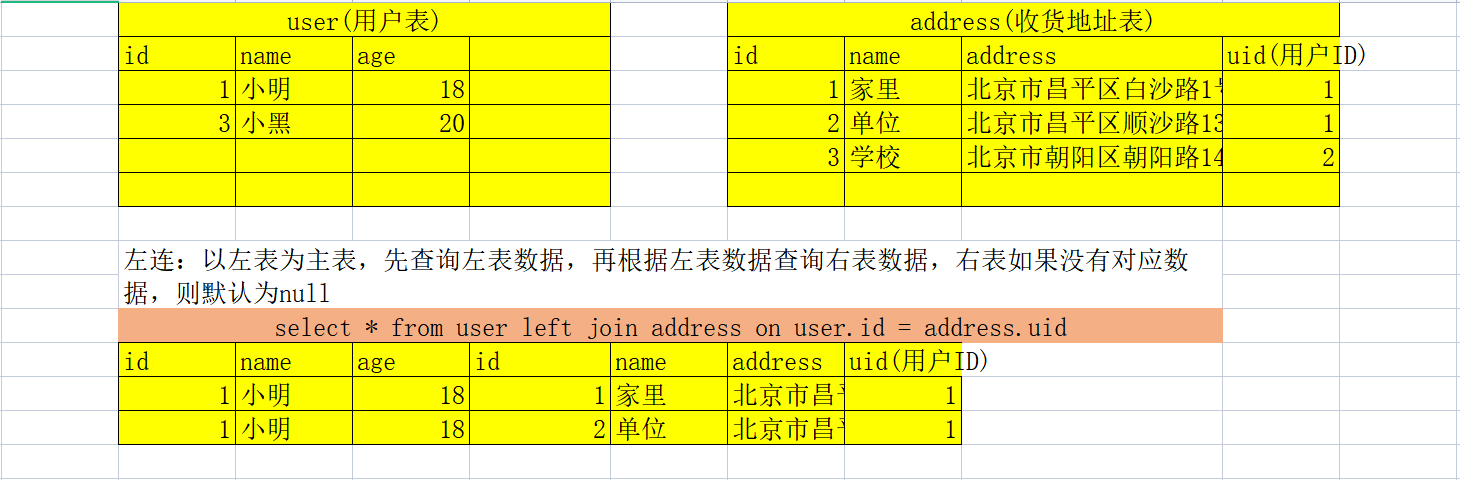 user(用户表) address(收货地址表)
id name age id name address uid(用户ID)
1 小明 18 1 家里 北京市昌平区白沙路1 1
3 小黑 20 2 单位 北京市昌平区顺沙路13 1
3 学校 北京市朝阳区朝阳路14 2
左连：以左表为主表，先查询左表数据，再根据左表数据查询右表数据，右表如果没有对应数
据，则默认为null
select * from user left join address on user.id = address.uid
id name age id name address uid(用户ID)
1 小明 18 1 家里 北京市昌 1
1 小明 18 2 单位 北京市昌 1